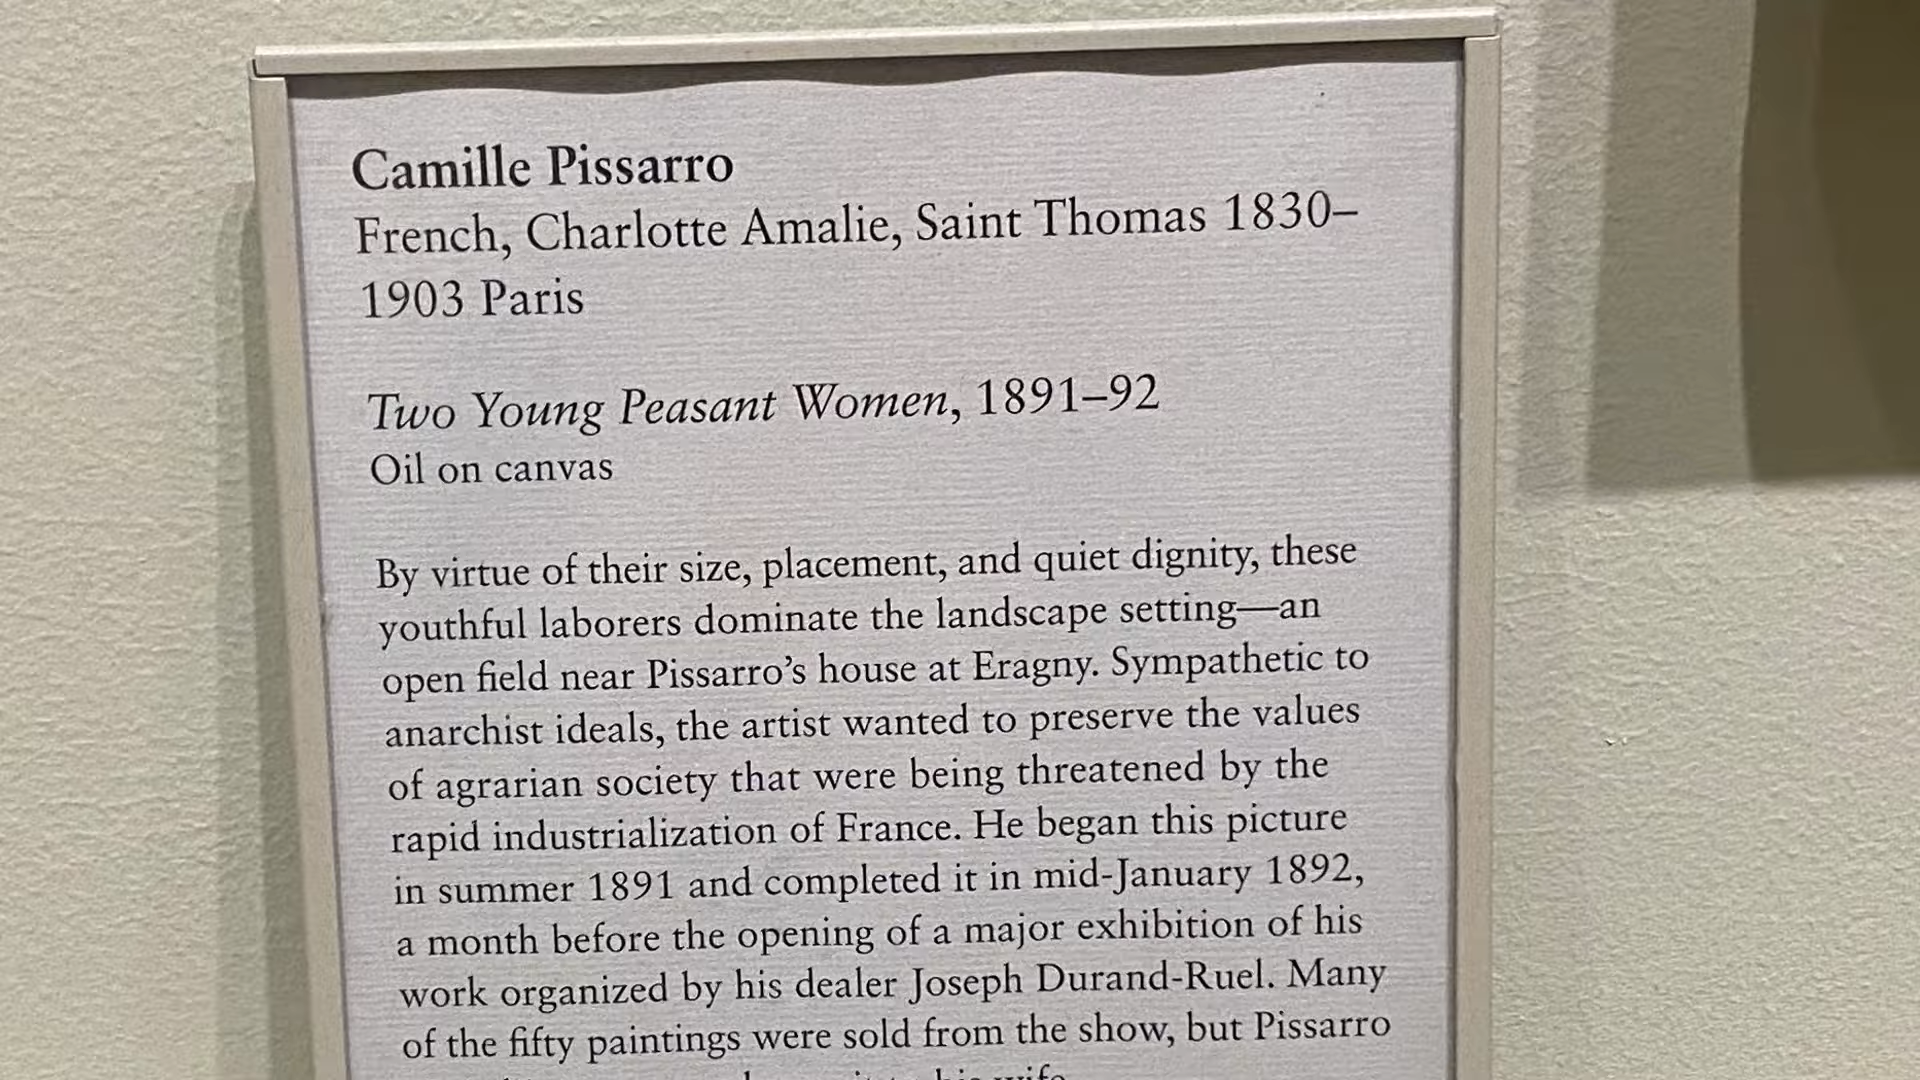 Camille Pissarro
French, Charlotte Amalie, Saint Thomas 1830–
1903 Paris
Two Young Peasant Women, 1891–92
Oil on canvas
By virtue of their size, placement, and quiet dignity, these
youthful laborers dominate the landscape setting—an
open field near Pissarro’s house at Eragny. Sympathetic to
anarchist ideals, the artist wanted to preserve the values
of agrarian society that were being threatened by the
rapid industrialization of France. He began this picture
in summer 1891 and completed it in mid-January 1892,
a month before the opening of a major exhibition of his
work organized by his dealer Joseph Durand-Ruel. Many
of the fifty paintings were sold from the show, but Pissarro
his wife